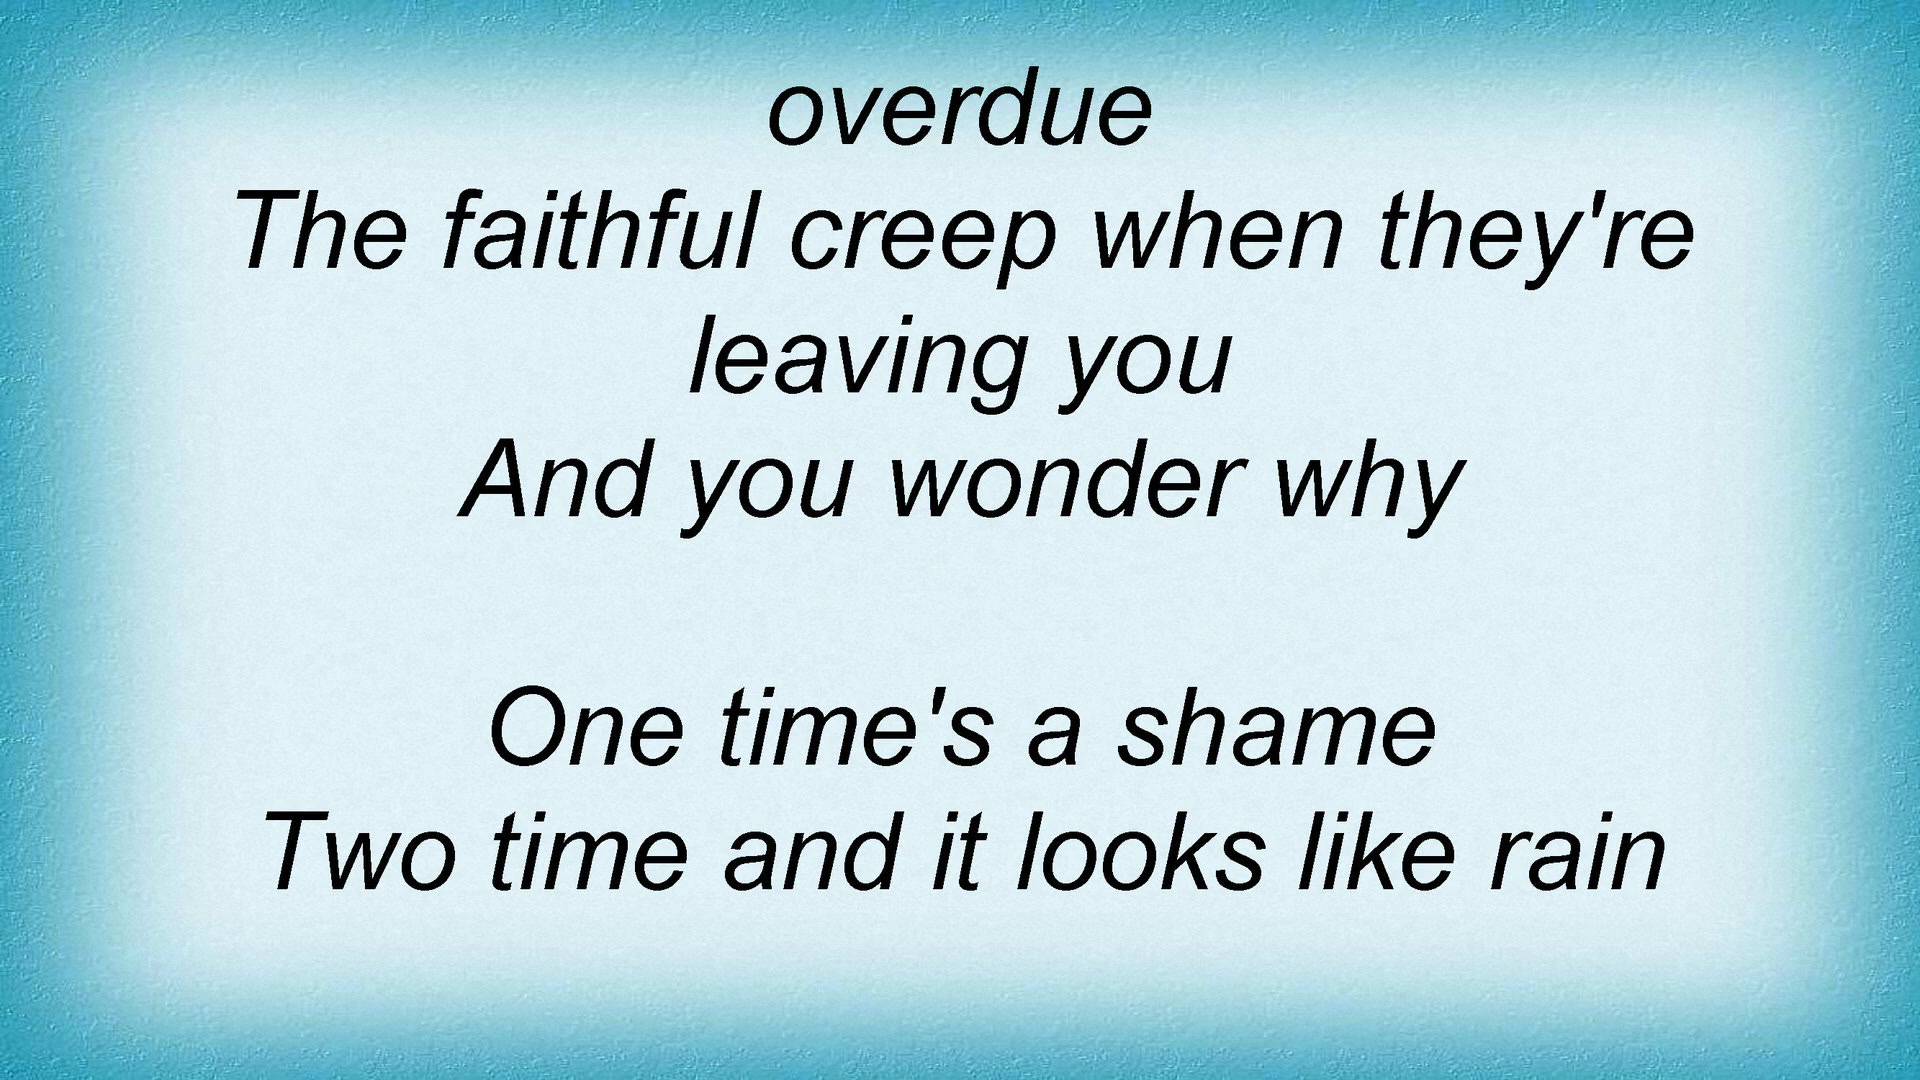 overdue
The faithful creep when they're
leaving you
And you wonder why
One time's a shame
Two time and it looks like rain